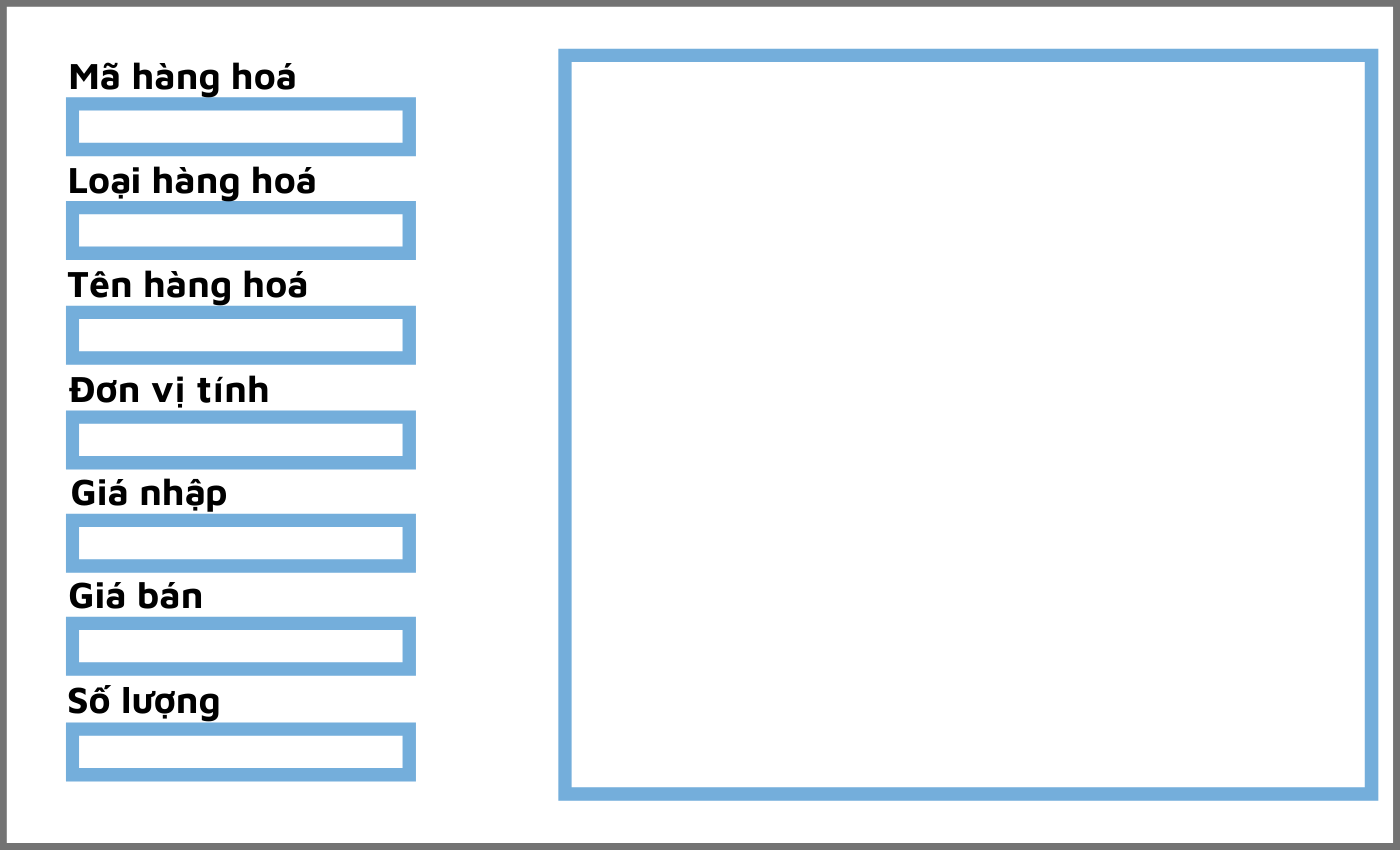 Mã hàng hoá
Loại hàng hoá
Tên hàng hoá
Đơn vị tính
Giá nhập
Giá bán
Số lượng